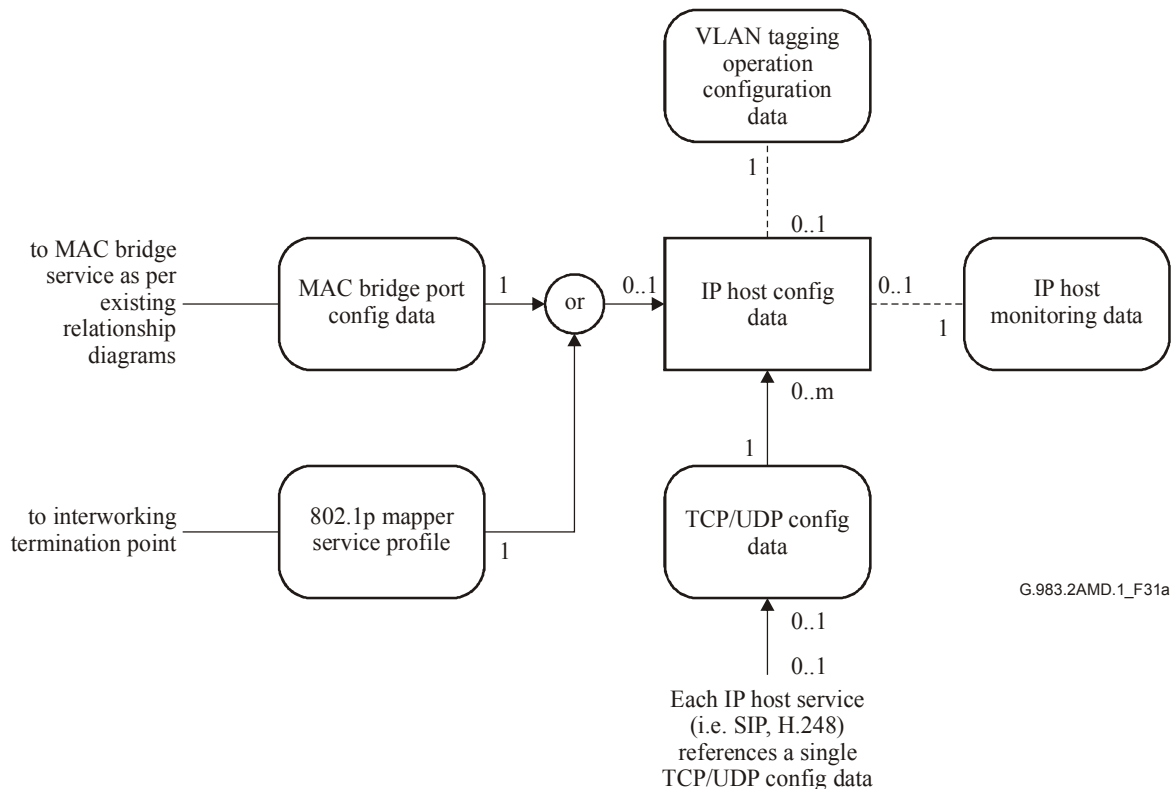 VLAN tagging
operation
configuration
data
1
0..1
to MAC bridge
service as per
existing
relationship
diagrams
MAC bridge port
config data
1
or
0..1
IP host config
data
0..1
1
IP host
monitoring data
0..m
1
to interworking
termination point
802.1p mapper
service profile
1
TCP/UDP config
data
G.983.2AMD.1_F31a
0..1
0..1
Each IP host service
(i.e. SIP, H.248)
references a single
TCP/UDP config data